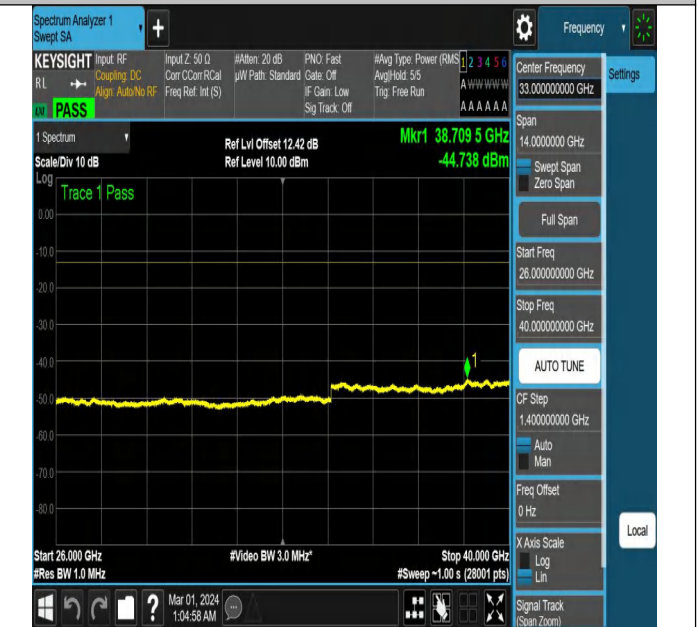 Spectrum Analyzer 1
Swept SA
+
Frequency
KEYSIGHT
RL
PASS
Input: RF
Coupling: DC
Align: Auto/No RF
Input Z: 50 Ω
Corr CCorr RCal
Freq Ref: Int (S)
#Atten: 20 dB
µW Path: Standard
PNO: Fast
Gate: Off
IF Gain: Low
Sig Track: Off
#Avg Type: Power (RMS
Avg|Hold: 5/5
Trig: Free Run
1 2 3 4 5 6
A W W W W W
A A A A A A
1 Spectrum
Scale/Div 10 dB
Ref Lvl Offset 12.42 dB
Ref Level 10.00 dBm
Mkr1 38.709 5 GHz
-44.738 dBm
Log
Trace 1 Pass
0.00
-10.0
-20.0
-30.0
-40.0
-50.0
-60.0
-70.0
-80.0
1
Start 26.000 GHz
#Res BW 1.0 MHz
#Video BW 3.0 MHz*
Stop 40.000 GHz
#Sweep ~1.00 s (28001 pts)
?
Mar 01, 2024
1:04:58 AM
Center Frequency
33.000000000 GHz
Span
14.0000000 GHz
Swept Span
Zero Span
Full Span
Start Freq
26.000000000 GHz
Stop Freq
40.000000000 GHz
AUTO TUNE
CF Step
1.400000000 GHz
Auto
Man
Freq Offset
0 Hz
X Axis Scale
Log
Lin
Signal Track
(Span Zoom)
Settings
Local